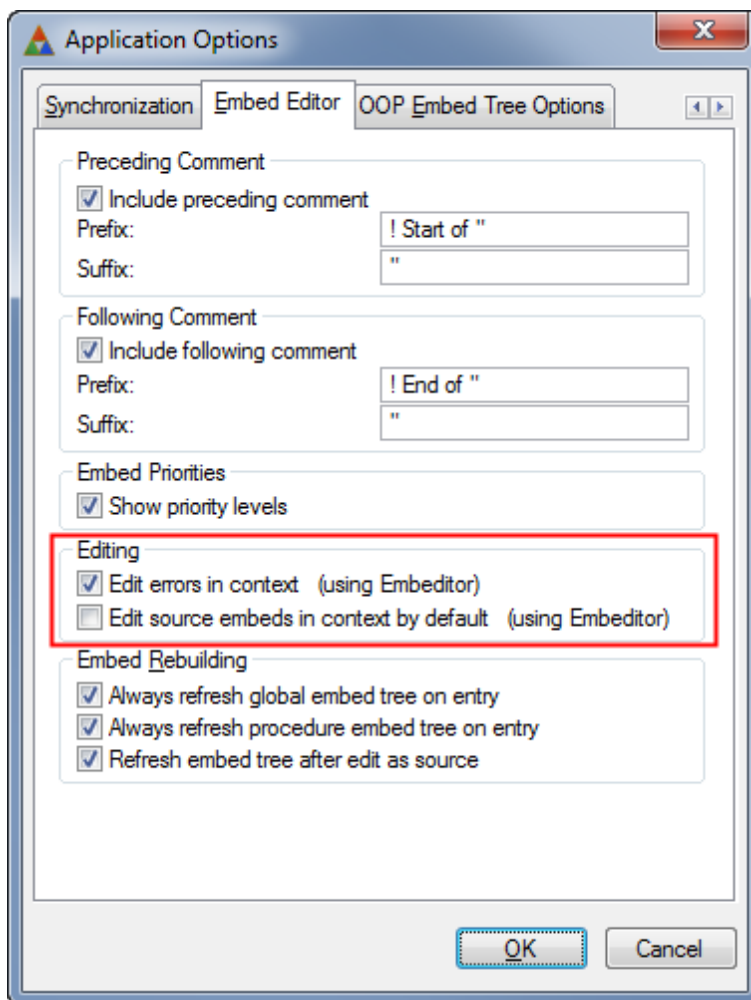 Application Options
Synchronization Embed Editor OOP Embed Tree Options
Preceding Comment
Include preceding comment
Prefix: ! Start of "
Suffix: "
Following Comment
Include following comment
Prefix: ! End of "
Suffix: "
Embed Priorities
Show priority levels
Editing
Edit errors in context (using Embeditor)
Edit source embeds in context by default (using Embeditor)
Embed Rebuilding
Always refresh global embed tree on entry
Always refresh procedure embed tree on entry
Refresh embed tree after edit as source
OK Cancel